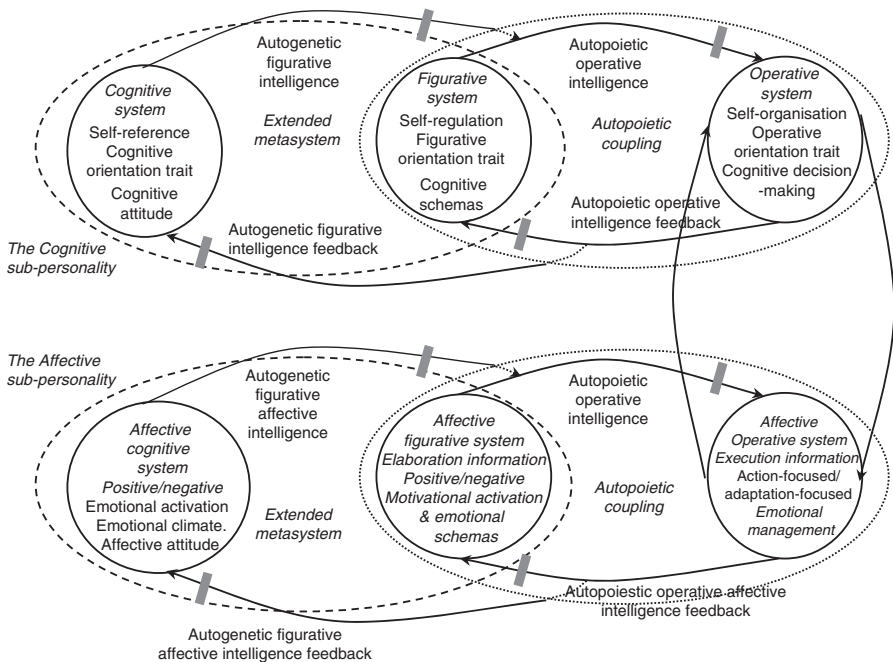 Autogenetic
figurative
intelligence
Autopoietic
operative
intelligence
Cognitive
system
Self-reference
Cognitive
orientation trait
Cognitive
attitude
Extended
metasystem
Figurative
system
Self-regulation
Figurative
orientation trait
Cognitive
schemas
Autopoietic
coupling
Operative
system
Self-organisation
Operative
orientation trait
Cognitive decision
-making
The Cognitive
sub-personality
Autogenetic figurative
intelligence feedback
Autopoietic operative
intelligence feedback
The Affective
sub-personality
Autogenetic
figurative
affective
intelligence
Autopoietic
operative
intelligence
Affective
cognitive
system
Positive/negative
Emotional activation
Emotional climate.
Affective attitude
Extended
metasystem
Affective
figurative system
Elaboration information
Positive/negative
Motivational activation
& emotional
schemas
Autopoietic
coupling
Affective
Operative system
Execution information
Action-focused/
adaptation-focused
Emotional
management
Autogenetic figurative
affective intelligence feedback
Autopoiestic operative affective
intelligence feedback